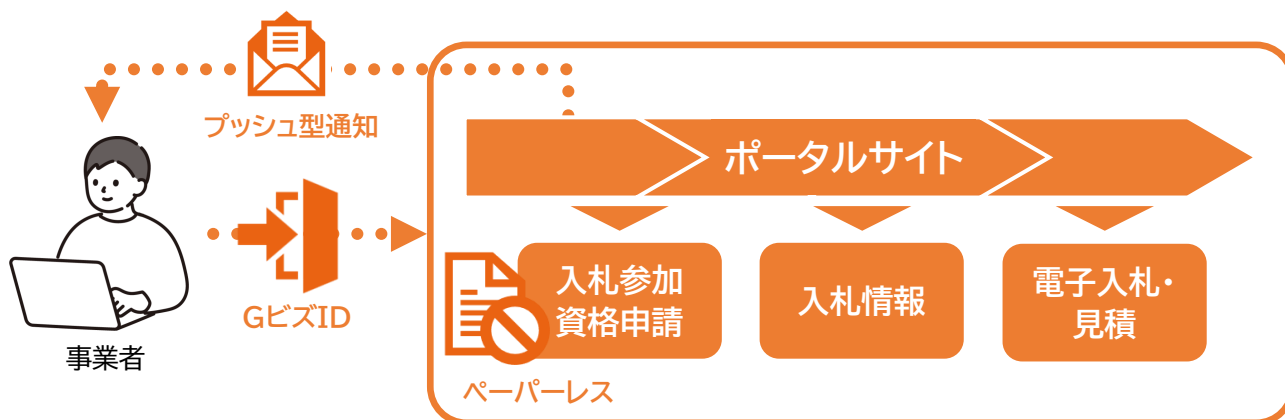 プッシュ型通知
ポータルサイト
GビズID
事業者
入札参加
資格申請
入札情報
電子入札・
見積
ペーパーレス